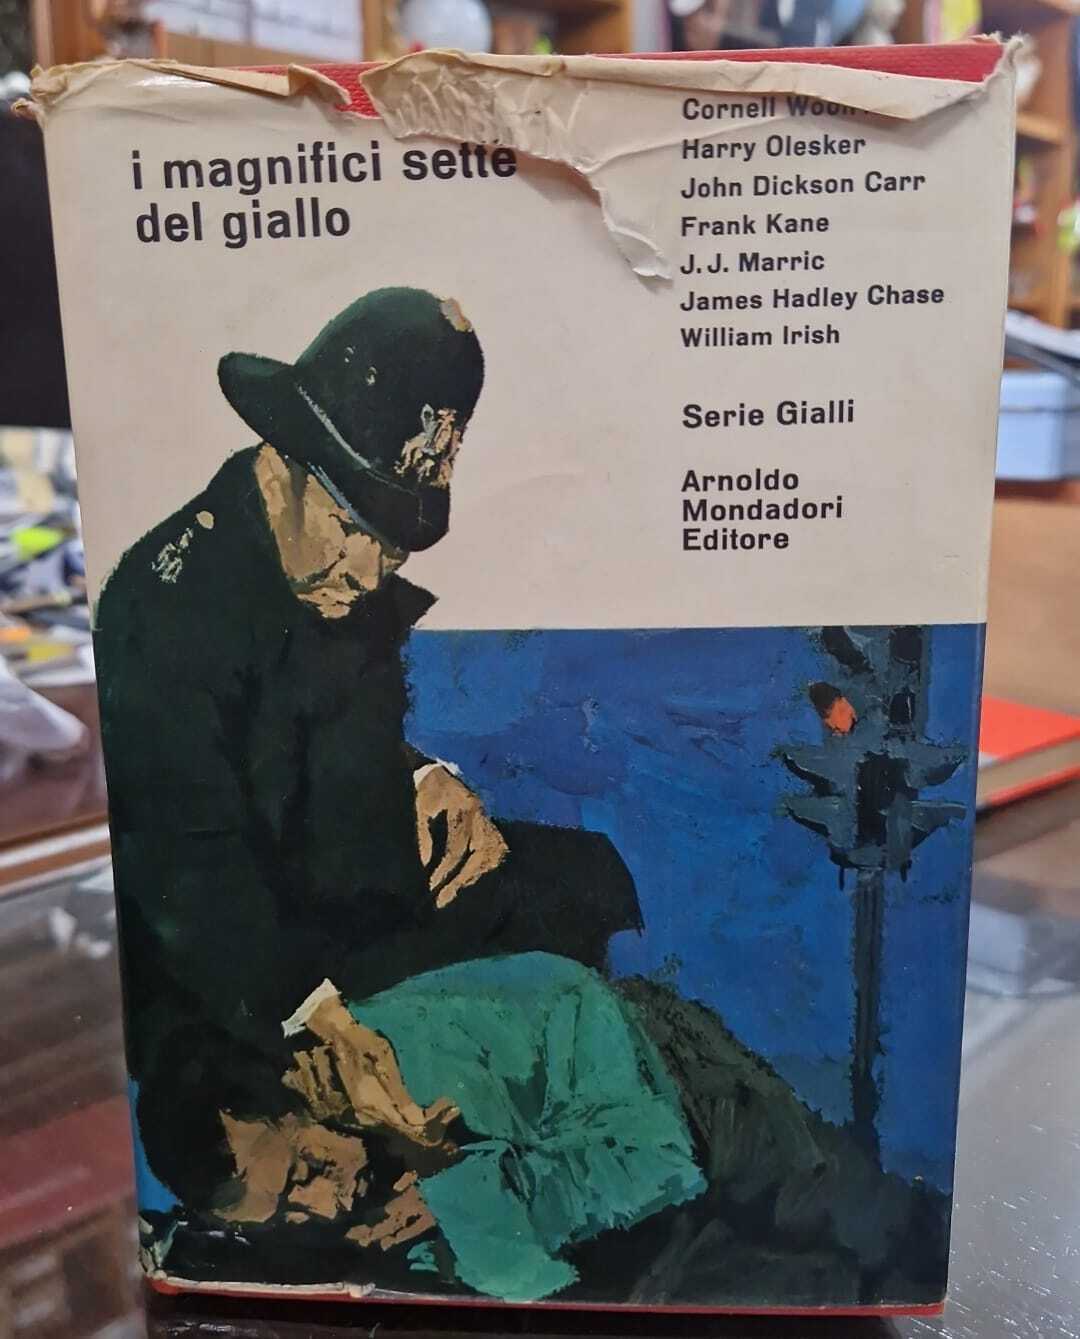 i magnifici sette
del giallo
Cornell
Harry Olesker
John Dickson Carr
Frank Kane
J. J. Marric
James Hadley Chase
William Irish
Serie Gialli
Arnoldo
Mondadori
Editore